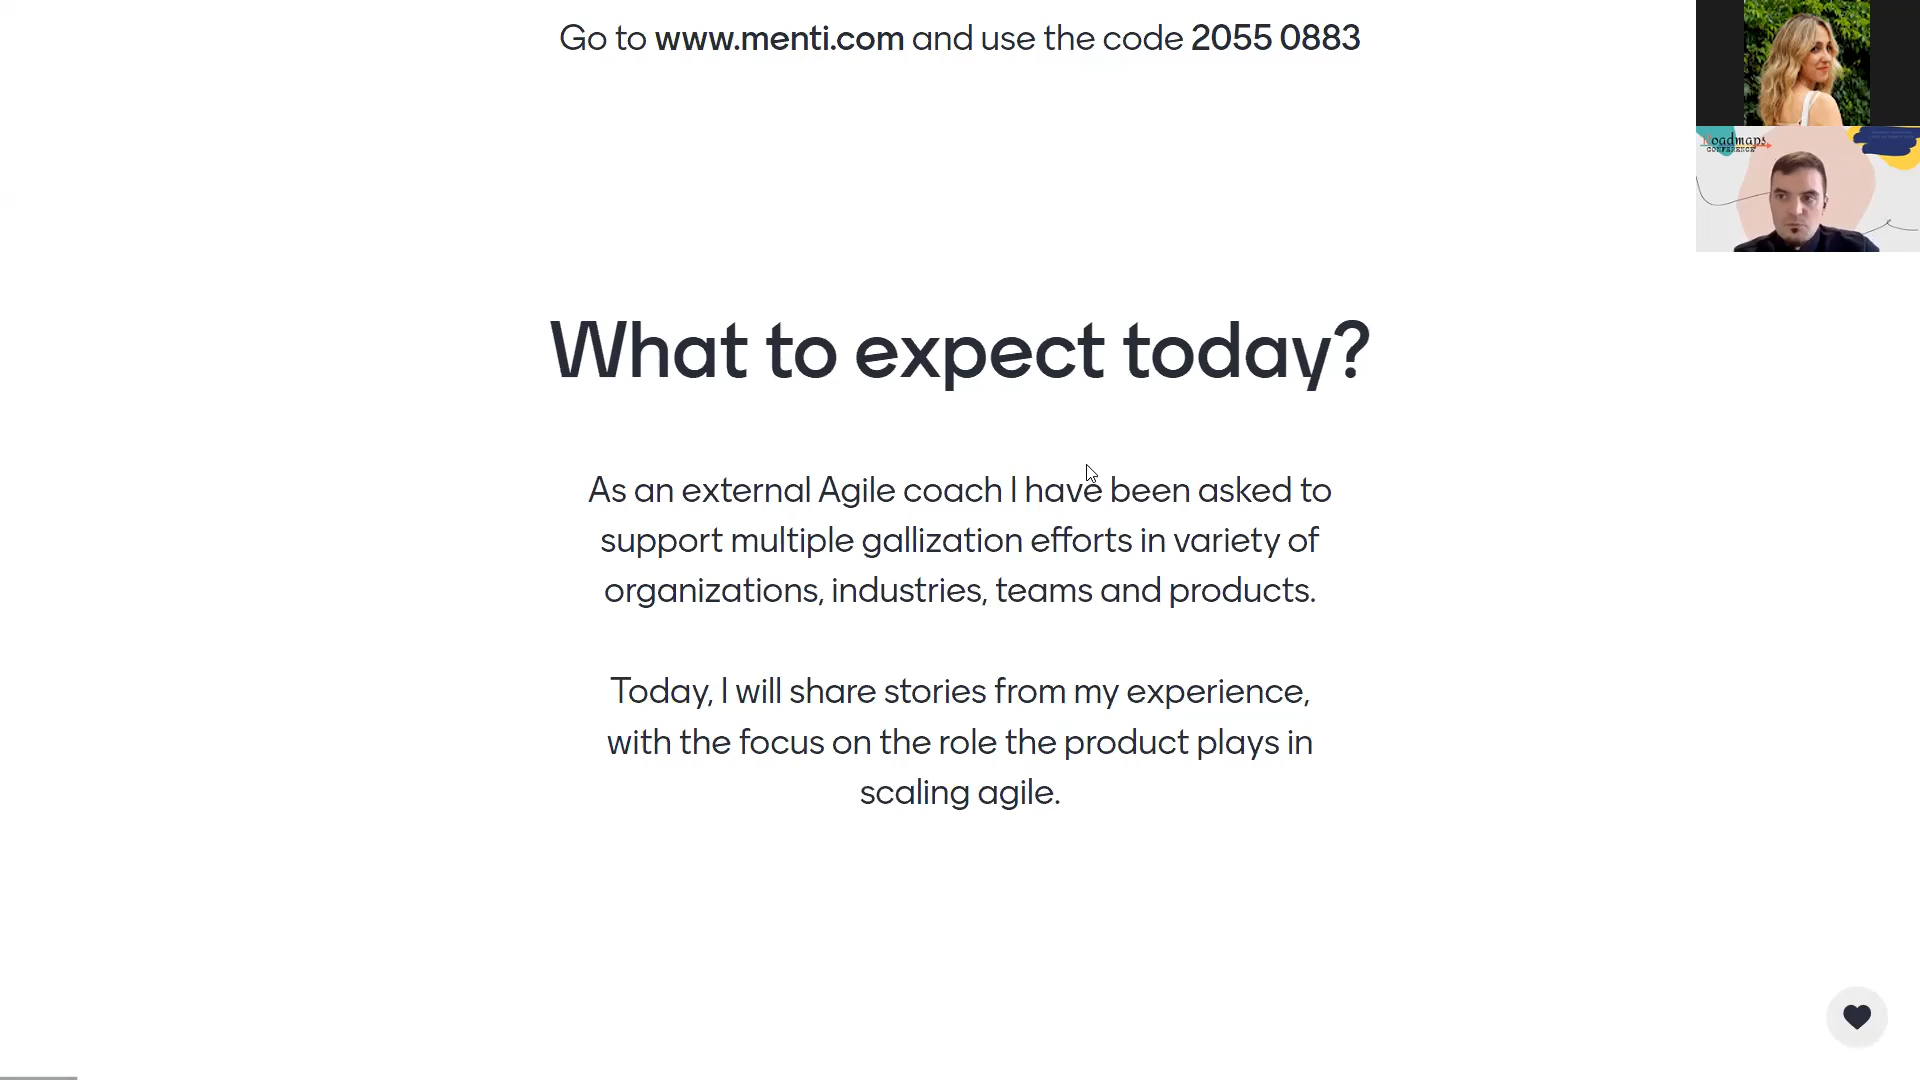 Go to www.menti.com and use the code 2055 0883
What to expect today?
As an external Agile coach I have been asked to
support multiple gallization efforts in variety of
organizations, industries, teams and products.
Today, I will share stories from my experience,
with the focus on the role the product plays in
scaling agile.
Roadmaps
CONFERENCE